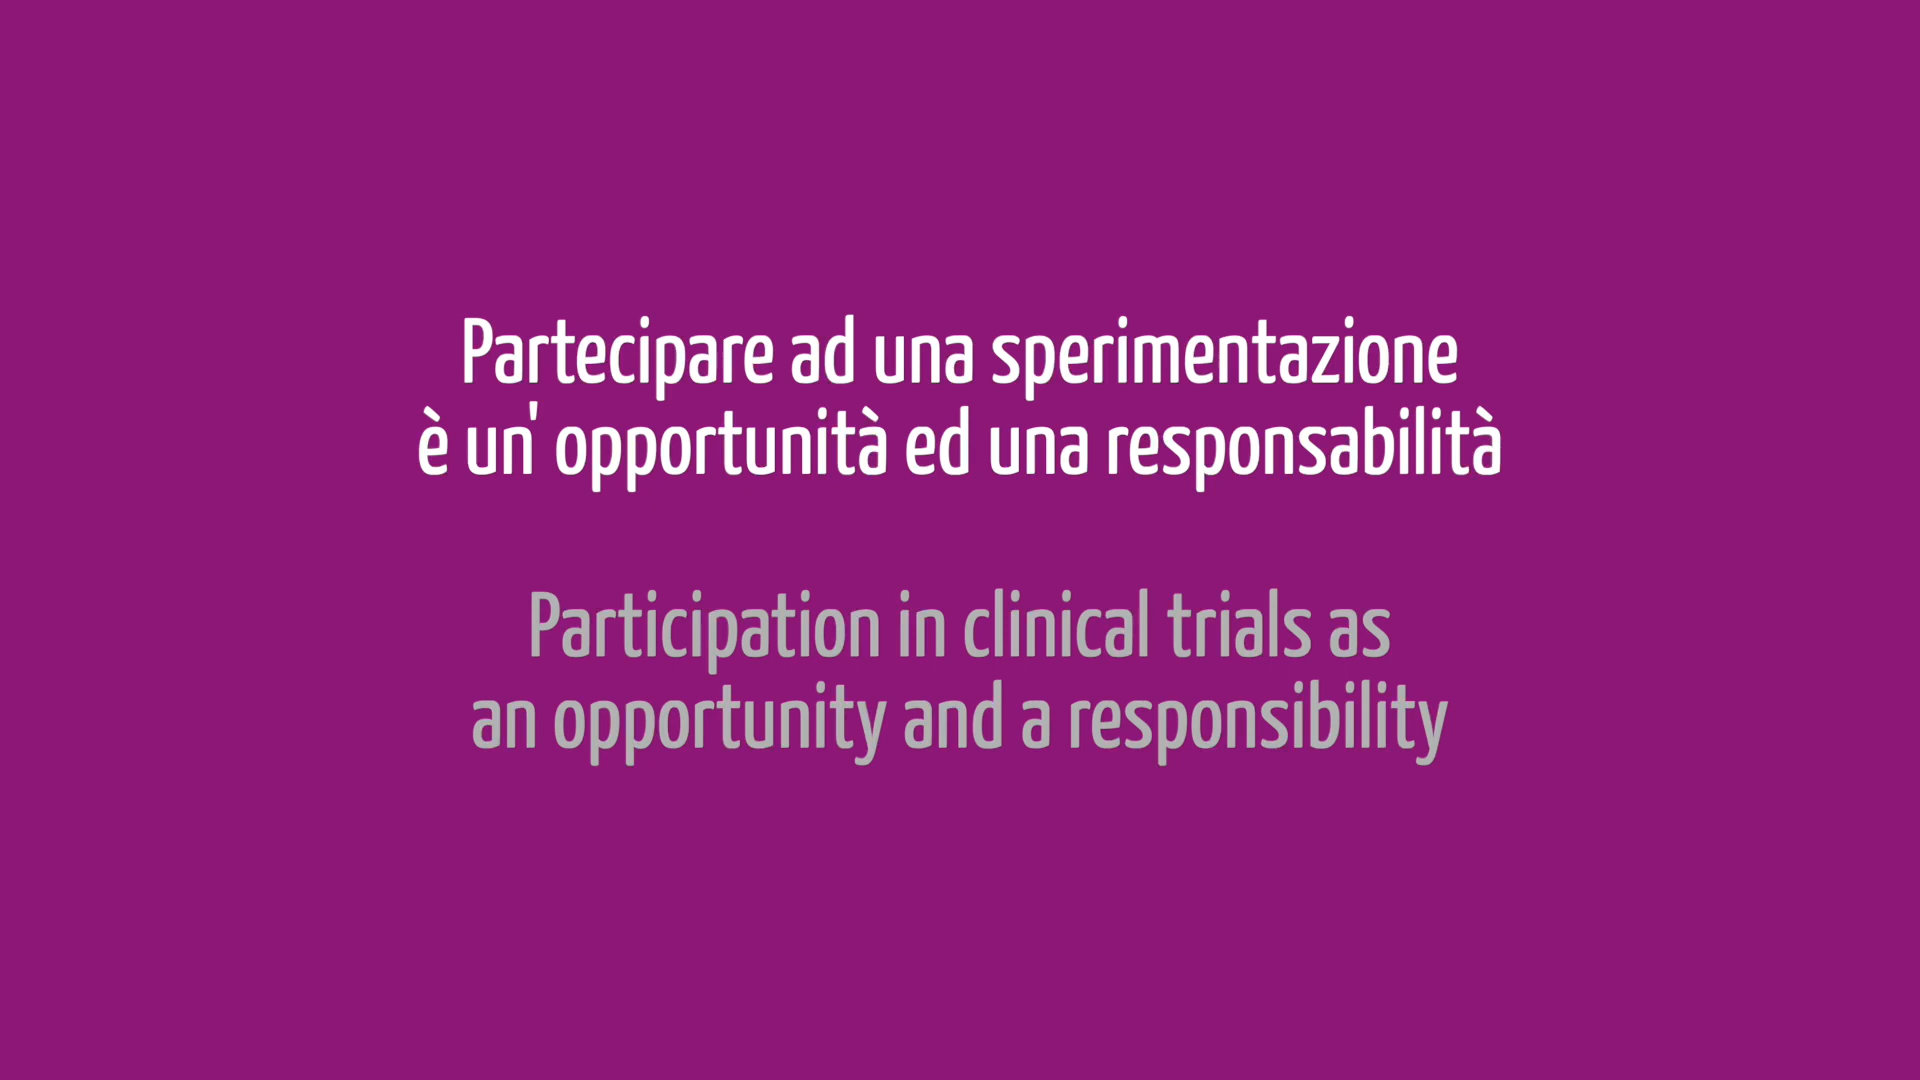 Partecipare ad una sperimentazione
è un' opportunità ed una responsabilità
Participation in clinical trials as
an opportunity and a responsibility